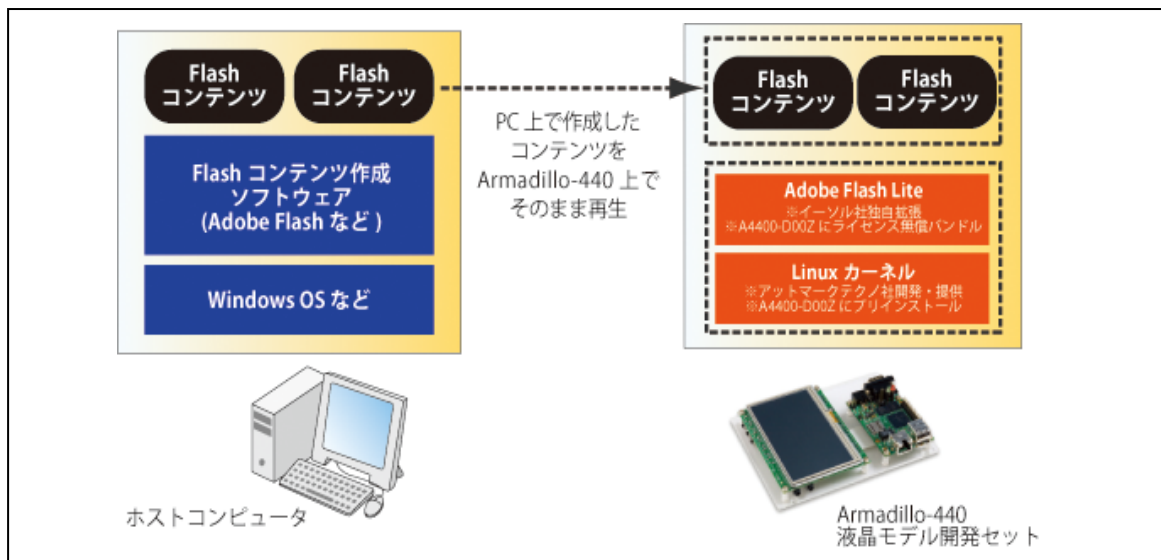 Flash
コンテンツ
Flash
コンテンツ
Flash コンテンツ作成
ソフトウェア
(Adobe Flash など )
Windows OS など
ホストコンピュータ
PC 上で作成した
コンテンツを
Armadillo-440 上で
そのまま再生
Flash
コンテンツ
Flash
コンテンツ
Adobe Flash Lite
※イーソル社独自拡張
※A4400-D00Z にライセンス無償バンドル
Linux カーネル
※アットマークテクノ社開発・提供
※A4400-D00Z にプリインストール
Armadillo-440
液晶モデル開発セット